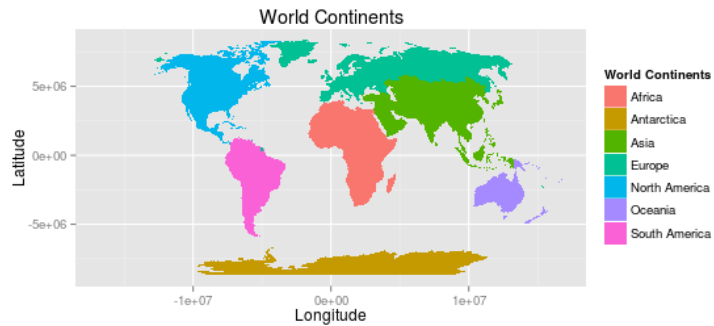 World Continents
Latitude
5e+06
0e+00
-5e+06
-1e+07
0e+00
1e+07
Longitude
World Continents
Africa
Antarctica
Asia
Europe
North America
Oceania
South America